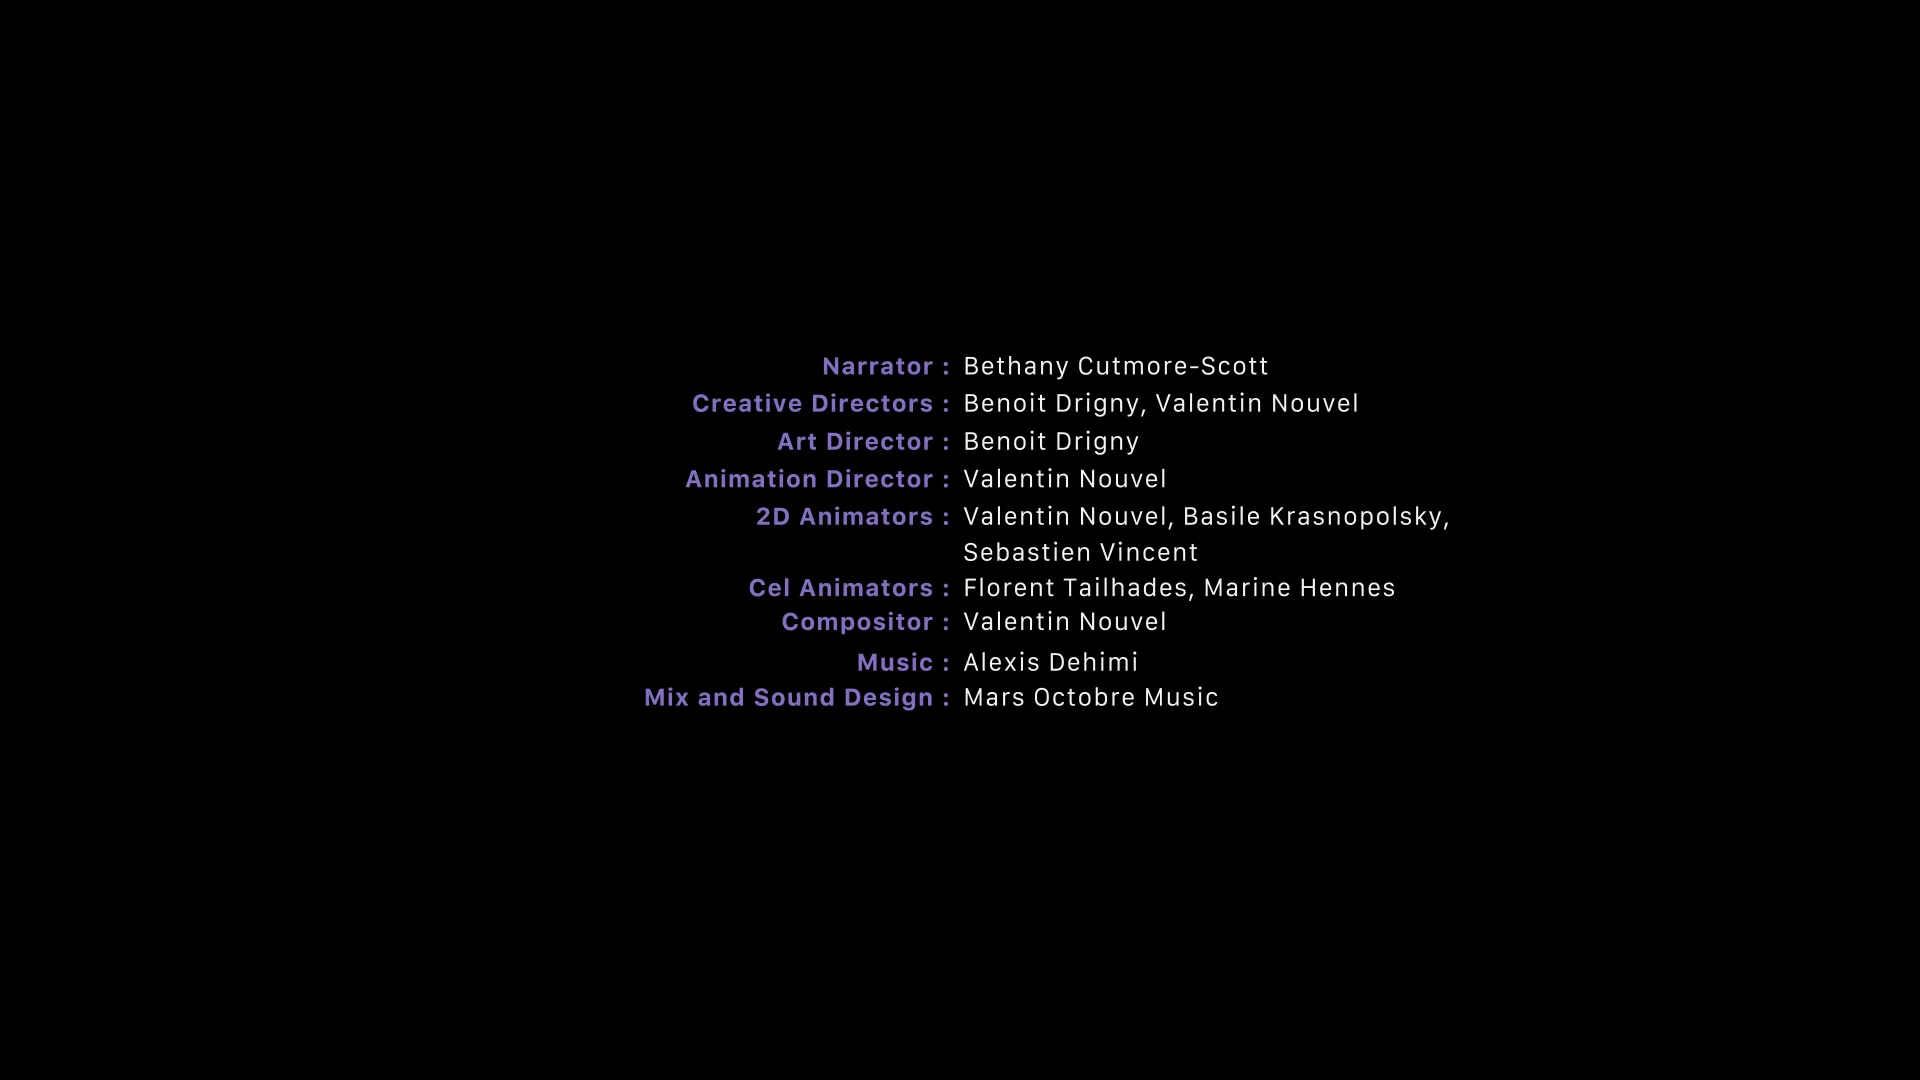 Narrator : Bethany Cutmore-Scott
Creative Directors : Benoit Drigny, Valentin Nouvel
Art Director : Benoit Drigny
Animation Director : Valentin Nouvel
2D Animators : Valentin Nouvel, Basile Krasnopolsky,
Sebastien Vincent
Cel Animators : Florent Tailhades, Marine Hennes
Compositor : Valentin Nouvel
Music : Alexis Dehimi
Mix and Sound Design : Mars Octobre Music